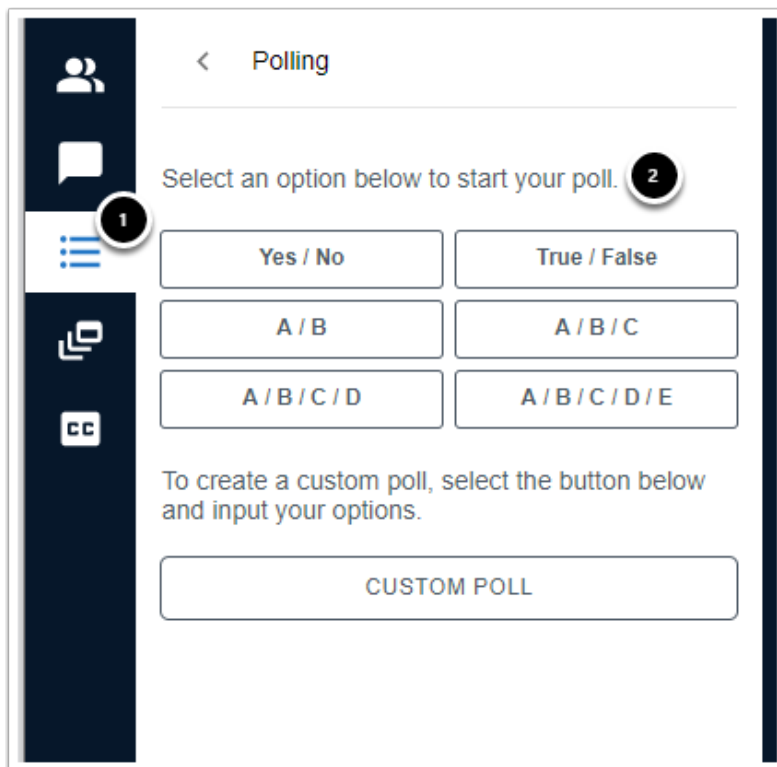 Polling
Select an option below to start your poll. 2
1
Yes / No
True / False
A / B
A / B / C
A / B / C / D
A / B / C / D / E
CC
To create a custom poll, select the button below
and input your options.
CUSTOM POLL